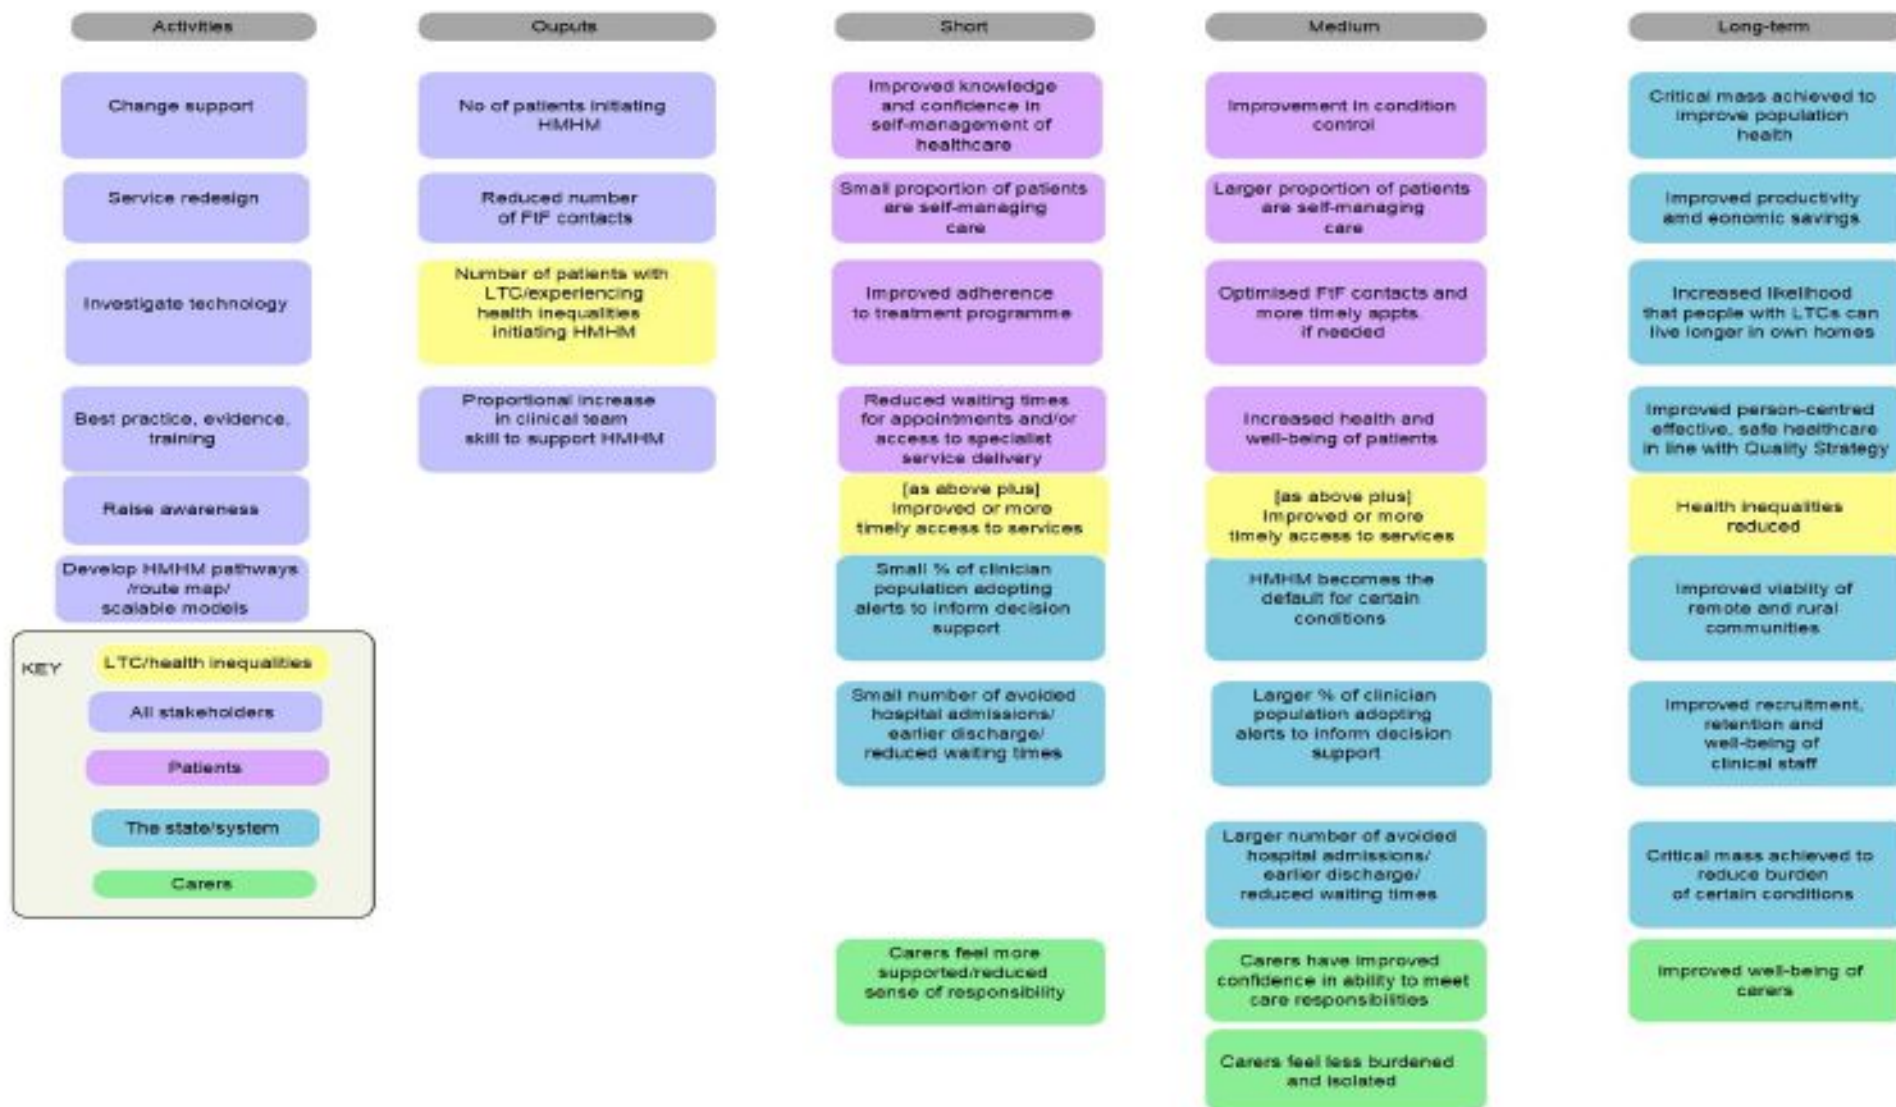 Activities
Ouputs
Short
Medium
Long-term
Change support
Service redesign
Investigate technology
Best practice, evidence,
training
Raise awareness
Develop HMHM pathways
/route map/
scalable models
KEY
LTC/health inequalities
All stakeholders
Patients
The state/system
Carers
No of patients initiating
HMHM
Reduced number
of FtF contacts
Number of patients with
LTC/experiencing
health inequalities
initiating HMHM
Proportional increase
in clinical team
skill to support HMHM
Improved knowledge
and confidence in
self-management of
healthcare
Small proportion of patients
are self-managing
care
Improved adherence
to treatment programme
Reduced waiting times
for appointments and/or
access to specialist
service delivery
[as above plus]
Improved or more
timely access to services
Small % of clinician
population adopting
alerts to inform decision
support
Small number of avoided
hospital admissions/
earlier discharge/
reduced waiting times
Carers feel more
supported/reduced
sense of responsibility
Improvement in condition
control
Larger proportion of patients
are self-managing
care
Optimised FtF contacts and
more timely appts
if needed
Increased health and
well-being of patients
[as above plus]
Improved or more
timely access to services
HMHM becomes the
default for certain
conditions
Larger % of clinician
population adopting
alerts to inform decision
support
Larger number of avoided
hospital admissions/
earlier discharge/
reduced waiting times
Carers have improved
confidence in ability to meet
care responsibilities
Carers feel less burdened
and isolated
Critical mass achieved to
improve population
health
Improved productivity
amd eonomic savings
Increased likelihood
that people with LTCs can
live longer in own homes
Improved person-centred
effective, safe healthcare
in line with Quality Strategy
Health inequalities
reduced
Improved viablity of
remote and rural
communities
Improved recruitment,
retention and
well-being of
clinical staff
Critical mass achieved to
reduce burden
of certain conditions
Improved well-being of
carers